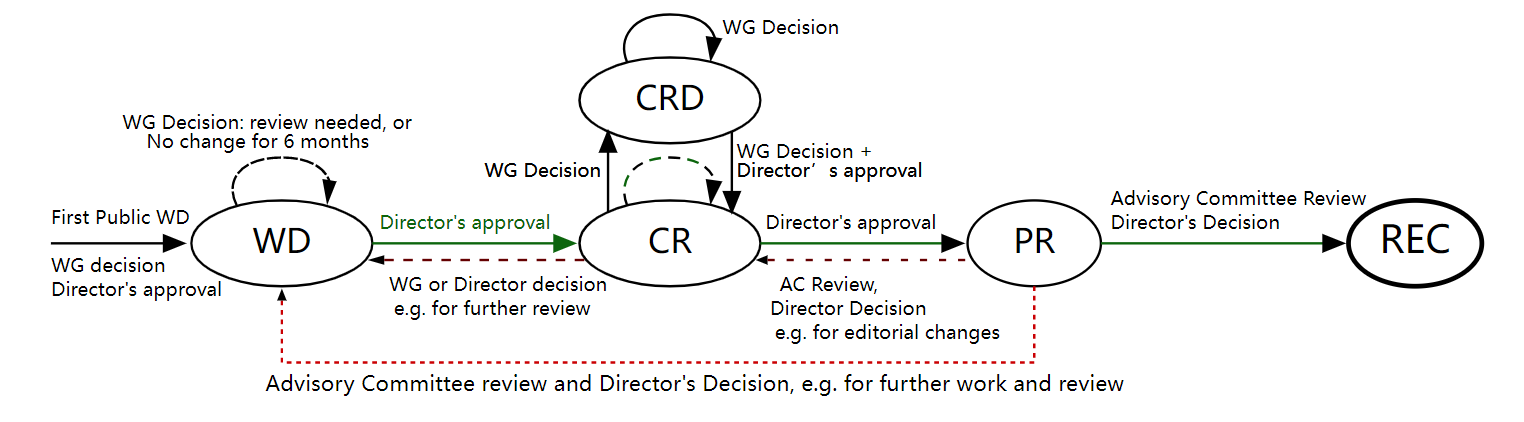 WG Decision
CRD
WG Decision: review needed, or
No change for 6 months
WG Decision
WG Decision +
Director’s approval
First Public WD
WD
Director's approval
CR
Director's approval
PR
Advisory Committee Review
Director's Decision
REC
WG decision
Director's approval
WG or Director decision
e.g. for further review
AC Review,
Director Decision
e.g. for editorial changes
Advisory Committee review and Director's Decision, e.g. for further work and review